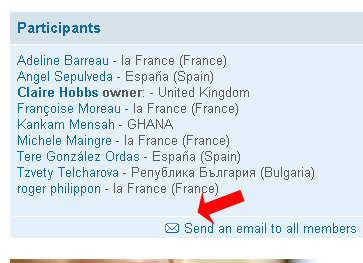 Participants
Adeline Barreau - la France (France)
Angel Sepulveda - España (Spain)
Claire Hobbs owner: - United Kingdom
Françoise Moreau - la France (France)
Kankam Mensah - GHANA
Michele Maingre - la France (France)
Tere González Ordas - España (Spain)
Tzvety Telcharova - Република България (Bulgaria)
roger philippon - la France (France)
Send an email to all members